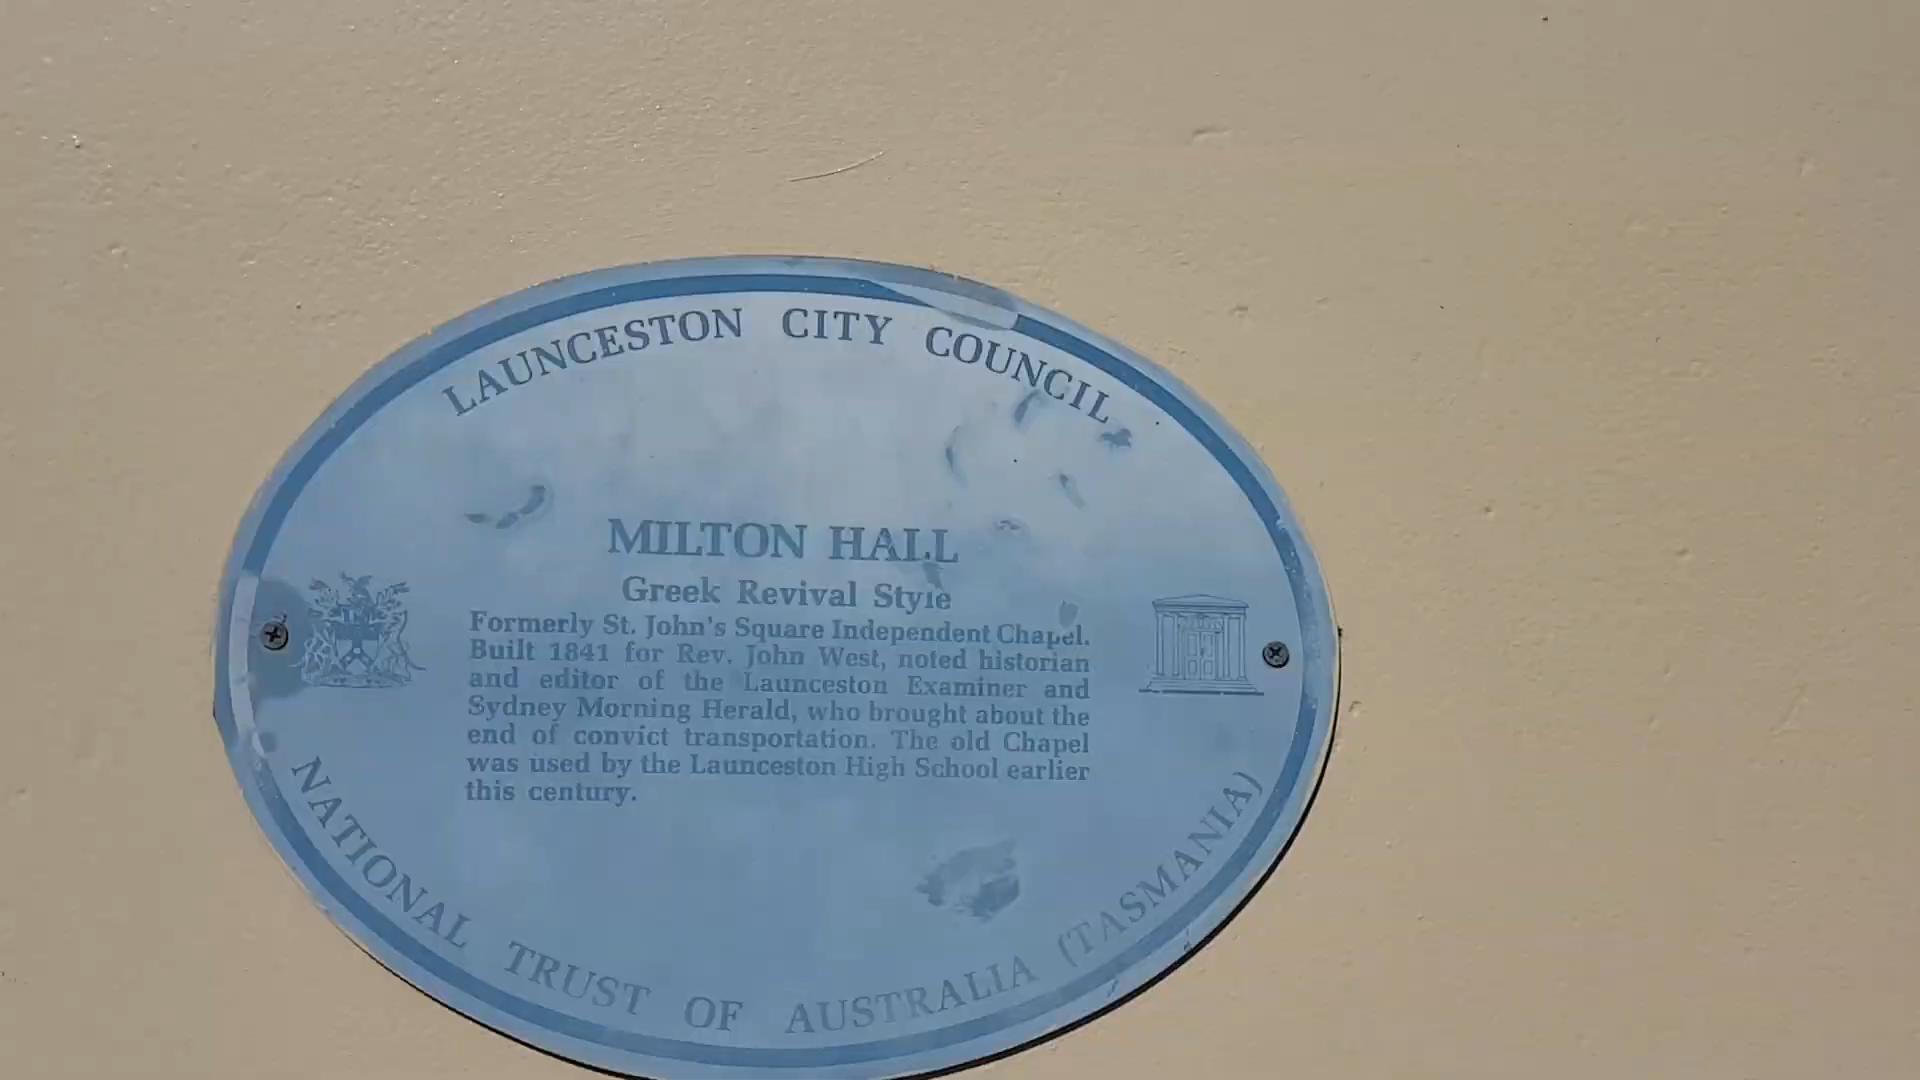 LAUNCESTON CITY COUNCIL
MILTON HALL
Greek Revival Style
Formerly St. John's Square Independent Chapel.
Built 1841 for Rev. John West, noted historian
and editor of the Launceston Examiner and
Sydney Morning Herald, who brought about the
end of convict transportation. The old Chapel
was used by the Launceston High School earlier
this century.
NATIONAL TRUST OF AUSTRALIA (TASMANIA)